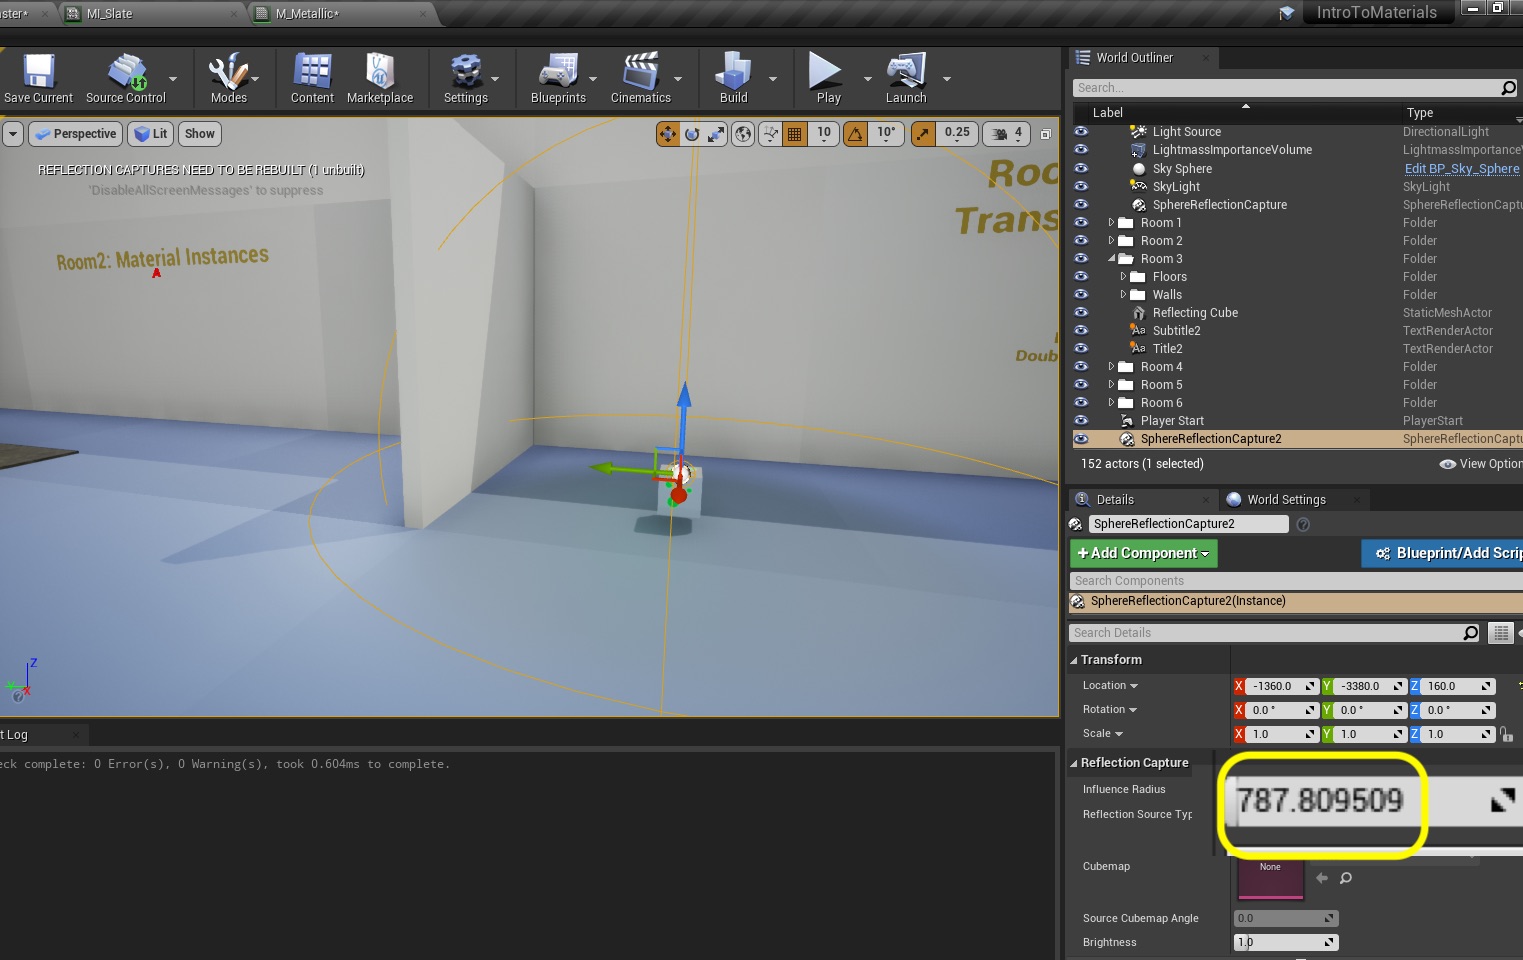 aster*
MI_Slate
M_Metallic*
IntroToMaterials
Save Current
Source Control
Modes
Content
Marketplace
Settings
Blueprints
Cinematics
Build
Play
Launch
Perspective
Lit
Show
10
10°
0.25
4
REFLECTION CAPTURES NEED TO BE REBUILT (1 unbuilt)
'DisableAllScreenMessages' to suppress
Room2: Material Instances
Roo
Trans
Doub
t Log
eck complete: 0 Error(s), 0 Warning(s), took 0.604ms to complete.
World Outliner
Search...
Label Type
Light Source DirectionalLight
LightmassImportanceVolume LightmassImportanceV
Sky Sphere Edit BP_Sky_Sphere
SkyLight SkyLight
SphereReflectionCapture SphereReflectionCaptu
Room 1 Folder
Room 2 Folder
Room 3 Folder
Floors Folder
Walls Folder
Reflecting Cube StaticMeshActor
Subtitle2 TextRenderActor
Title2 TextRenderActor
Room 4 Folder
Room 5 Folder
Room 6 Folder
Player Start PlayerStart
SphereReflectionCapture2 SphereReflectionCaptu
152 actors (1 selected) View Option
Details World Settings
SphereReflectionCapture2
+ Add Component Blueprint/Add Scrip
Search Components
SphereReflectionCapture2(Instance)
Search Details
Transform
Location X -1360.0 Y -3380.0 Z 160.0
Rotation X 0.0 ° Y 0.0 ° Z 0.0 °
Scale X 1.0 Y 1.0 Z 1.0
Reflection Capture
Influence Radius 787.809509
Reflection Source Typ
Cubemap None
Source Cubemap Angle 0.0
Brightness 1.0
Z
X